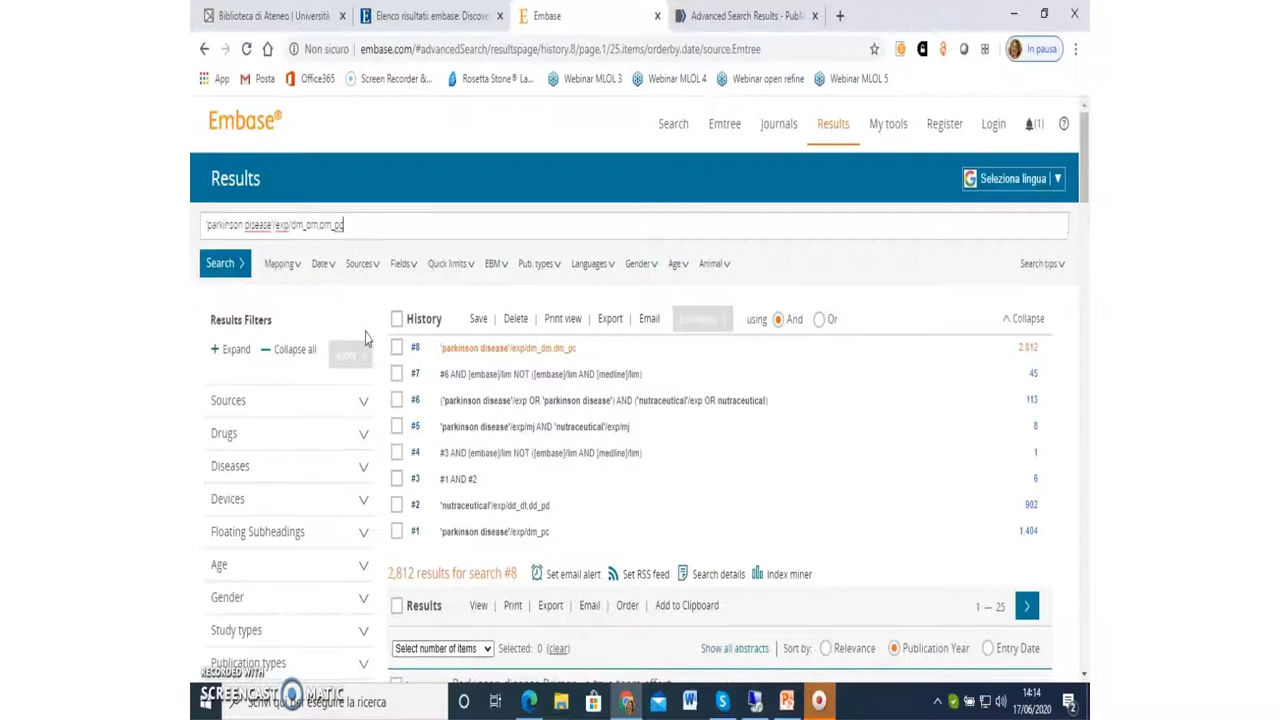 Biblioteca di Ateneo | Università
Elenco risultati: embase: Discove
Embase
Advanced Search Results - PubM
Non sicuro
embase.com/#advancedSearch/resultspage/history.8/page.1/25.items/orderby.date/source.Emtree
In pausa
App
Posta
Office365
Screen Recorder &...
Rosetta Stone® La...
Webinar MLOL 3
Webinar MLOL 4
Webinar open refine
Webinar MLOL 5
Embase®
Search
Emtree
Journals
Results
My tools
Register
Login
(1)
Results
Seleziona lingua
'parkinson disease'/exp/dm_dm,dm_pc
Search
Mapping
Date
Sources
Fields
Quick limits
EBM
Pub. types
Languages
Gender
Age
Animal
Search tips
Results Filters
Expand
Collapse all
Apply
History
Save
Delete
Print view
Export
Email
using
And
Or
Collapse
#8 'parkinson disease'/exp/dm_dm,dm_pc 2,812
#7 #6 AND [embase]/lim NOT ([embase]/lim AND [medline]/lim) 45
#6 ('parkinson disease'/exp OR 'parkinson disease') AND ('nutraceutical'/exp OR nutraceutical) 113
#5 'parkinson disease'/exp/mj AND 'nutraceutical'/exp/mj 8
#4 #3 AND [embase]/lim NOT ([embase]/lim AND [medline]/lim) 1
#3 #1 AND #2 6
#2 'nutraceutical'/exp/dd_dt,dd_pd 902
#1 'parkinson disease'/exp/dm_pc 1,404
Sources
Drugs
Diseases
Devices
Floating Subheadings
Age
Gender
Study types
Publication types
2,812 results for search #8
Set email alert
Set RSS feed
Search details
Index miner
Results
View
Print
Export
Email
Order
Add to Clipboard
1 — 25
Select number of items
Selected: 0 (clear)
Show all abstracts
Sort by:
Relevance
Publication Year
Entry Date
RECORDED WITH
SCREENCAST MATIC
Scrivi qui per eseguire la ricerca
14:14
17/06/2020
2